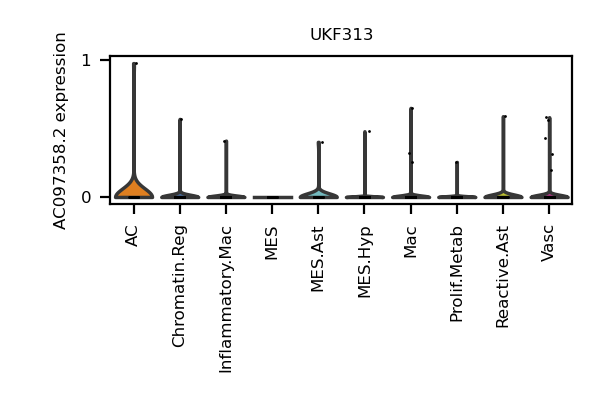 UKF313
AC097358.2 expression
1
0
AC
Chromatin.Reg
Inflammatory.Mac
MES
MES.Ast
MES.Hyp
Mac
Prolif.Metab
Reactive.Ast
Vasc